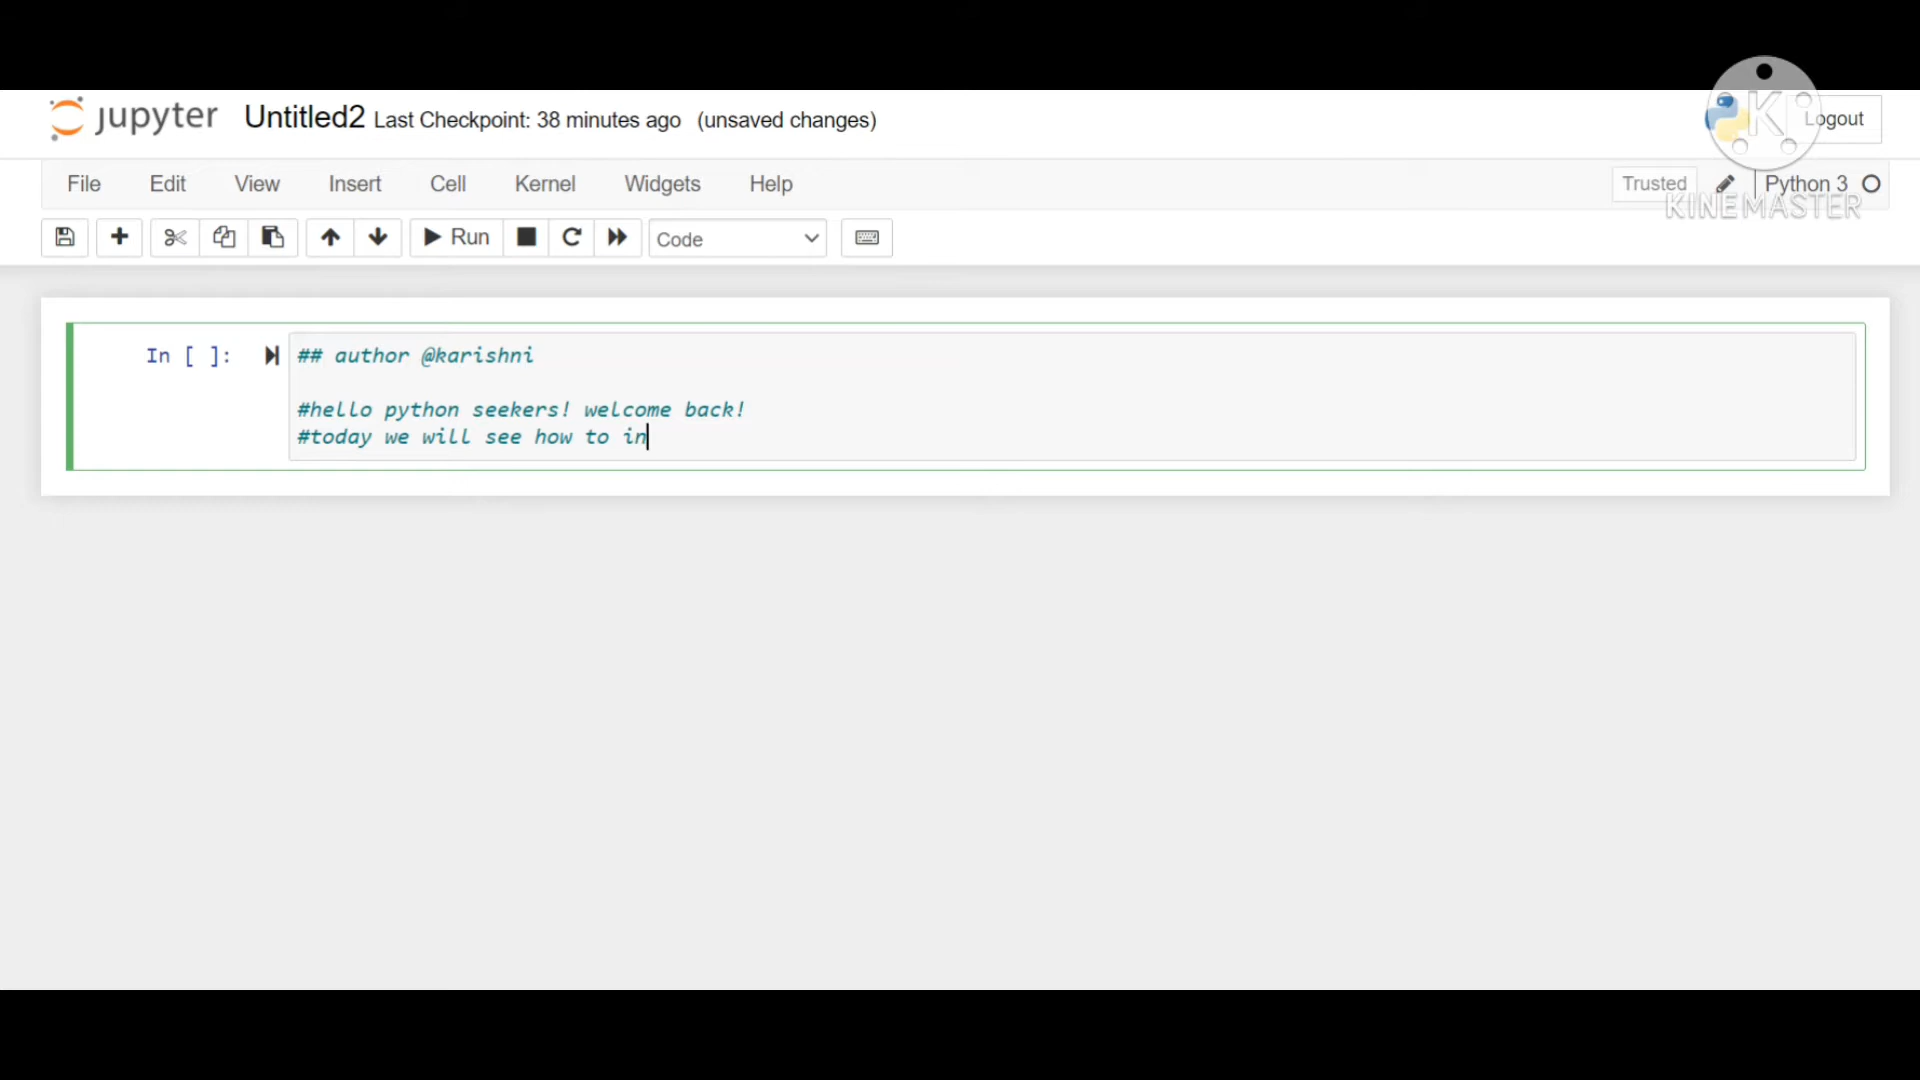 jupyter Untitled2 Last Checkpoint: 38 minutes ago (unsaved changes) Logout
K
File Edit View Insert Cell Kernel Widgets Help Trusted Python 3
KINEMASTER
Run Code
In [ ]: ## author @karishni
#hello python seekers! welcome back!
#today we will see how to in